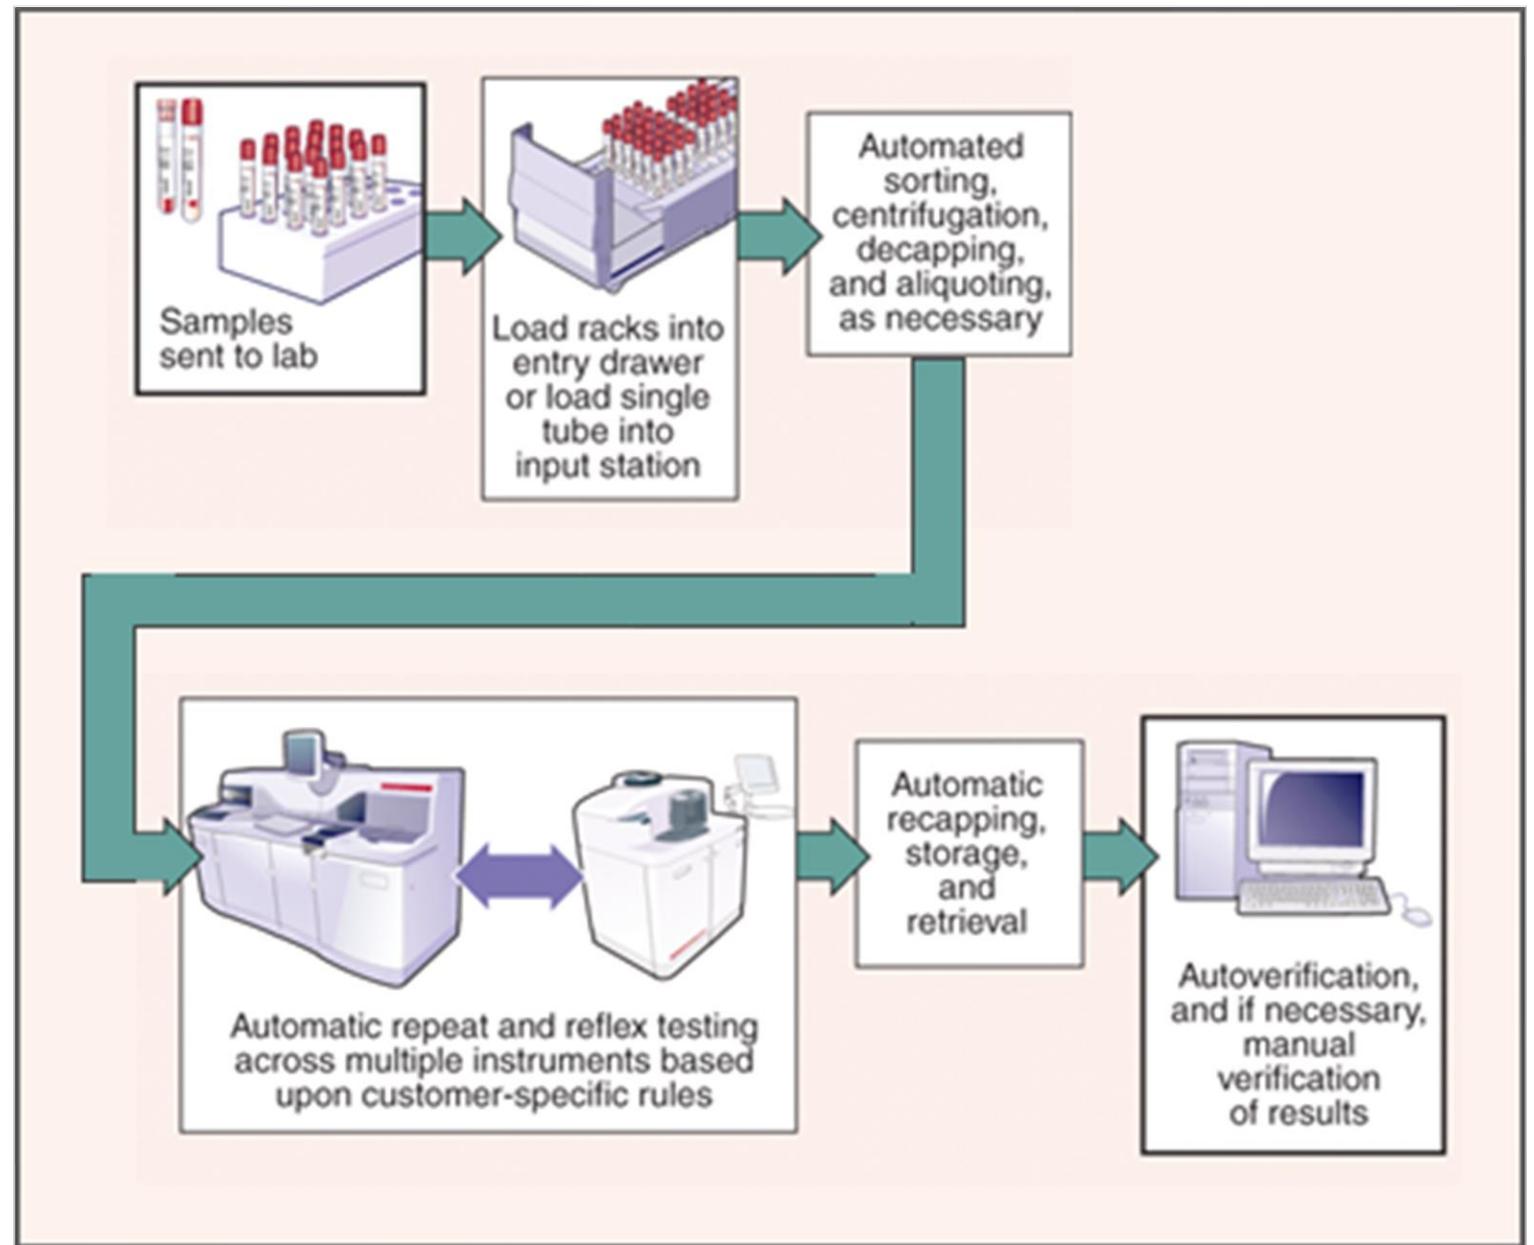 Samples
sent to lab
Load racks into
entry drawer
or load single
tube into
input station
Automated
sorting,
centrifugation,
decapping,
and aliquoting,
as necessary
Automatic repeat and reflex testing
across multiple instruments based
upon customer-specific rules
Automatic
recapping,
storage,
and
retrieval
Autoverification,
and if necessary,
manual
verification
of results